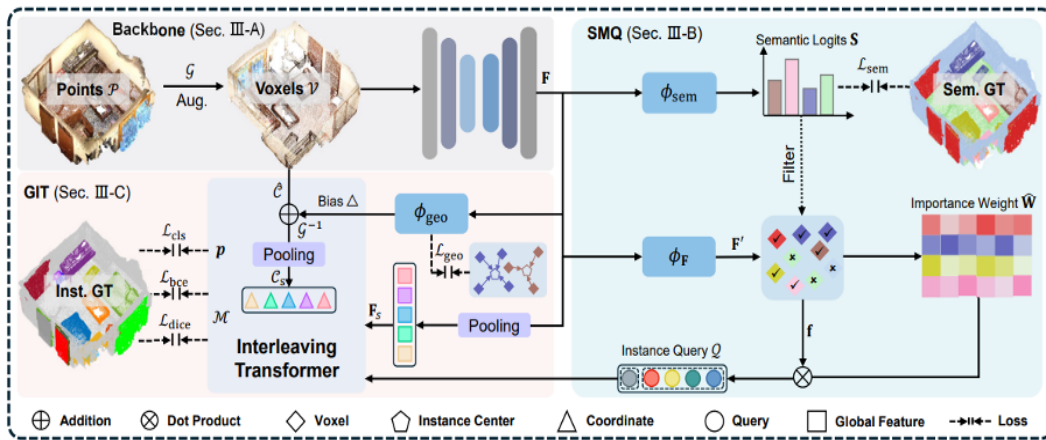 Backbone (Sec. Ⅲ-A)
Points 𝒫
𝒢
Aug.
Voxels 𝒱
F
SMQ (Sec. Ⅲ-B)
ϕsem
Semantic Logits S
ℒsem
Sem. GT
Filter
GIT (Sec. Ⅲ-C)
Inst. GT
ℒcls
p
ℒbce
ℒdice
ℳ
𝒞̂
Bias △
𝒢⁻¹
Pooling
𝒞s
Interleaving
Transformer
ϕgeo
ℒgeo
Fs
Pooling
ϕF
F′
Importance Weight Ŵ
f
Instance Query 𝒬
Addition
Dot Product
Voxel
Instance Center
Coordinate
Query
Global Feature
Loss